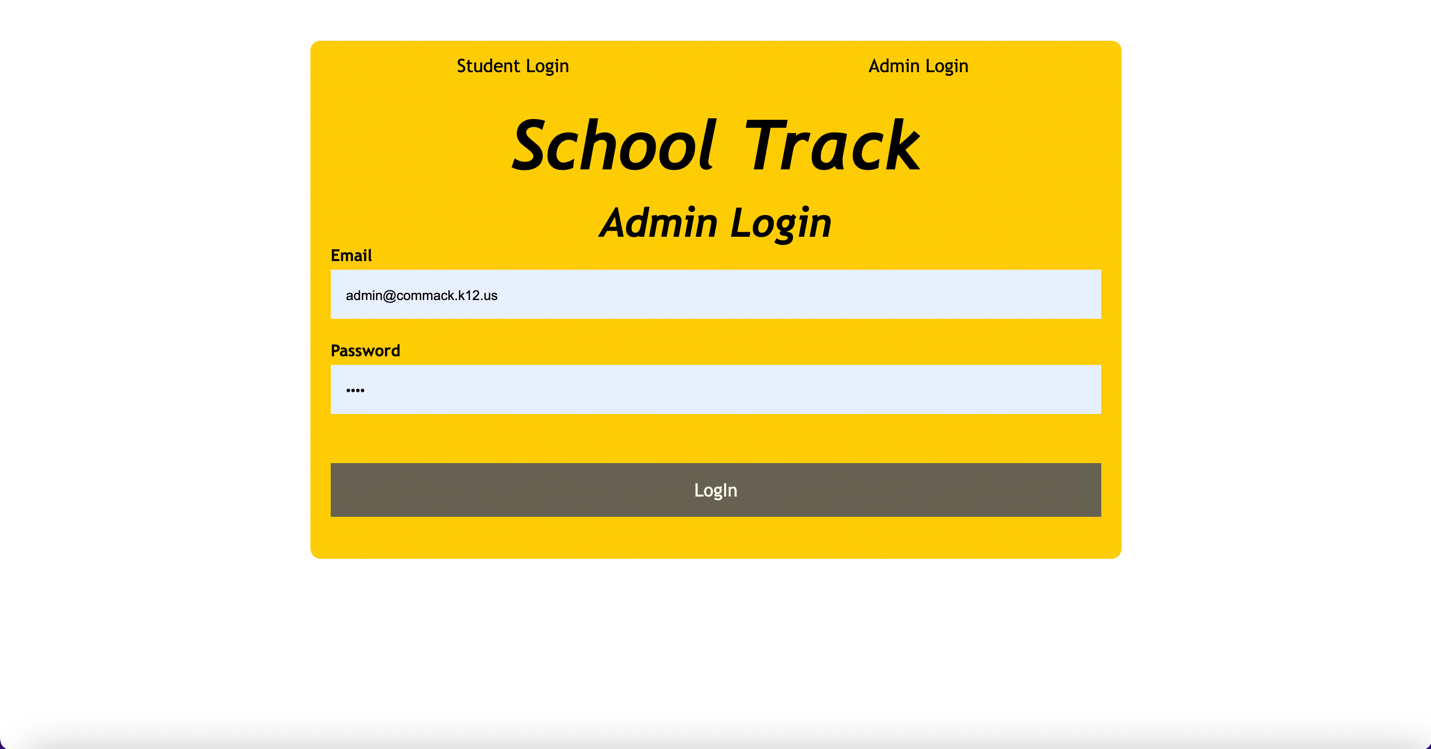 Student Login Admin Login
School Track
Admin Login
Email
admin@commack.k12.us
Password
••••
LogIn